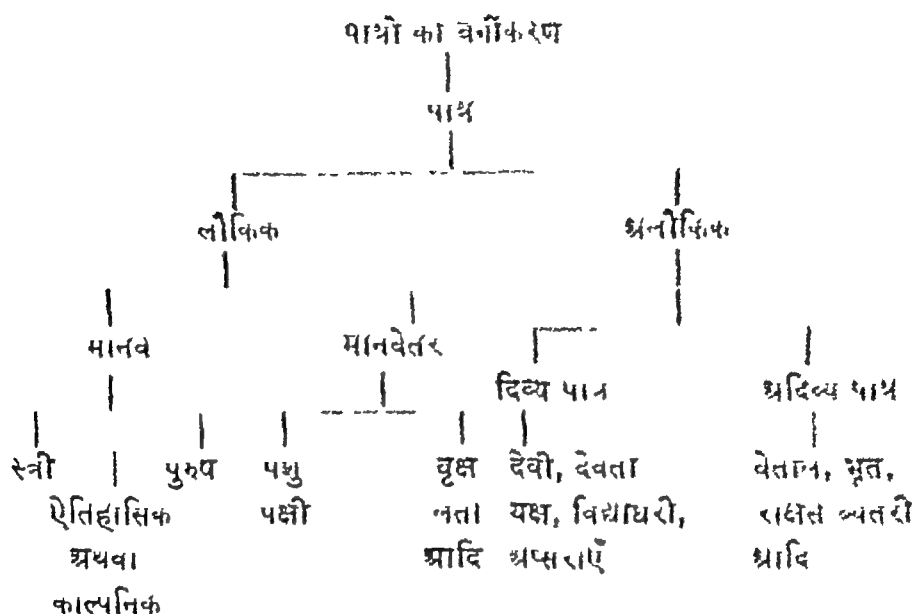 पात्रो का वर्गीकरण
पात्र
लौकिक अलौकिक
मानव मानवेतर
दिव्य पात्र अदिव्य पात्र
स्त्री पुरुष पशु वृक्ष देवी, देवता वेताल, भूत,
ऐतिहासिक पक्षी लता यक्ष, विद्याधरी, राक्षस व्यंतरी
अथवा आदि अप्सराएँ आदि
काल्पनिक